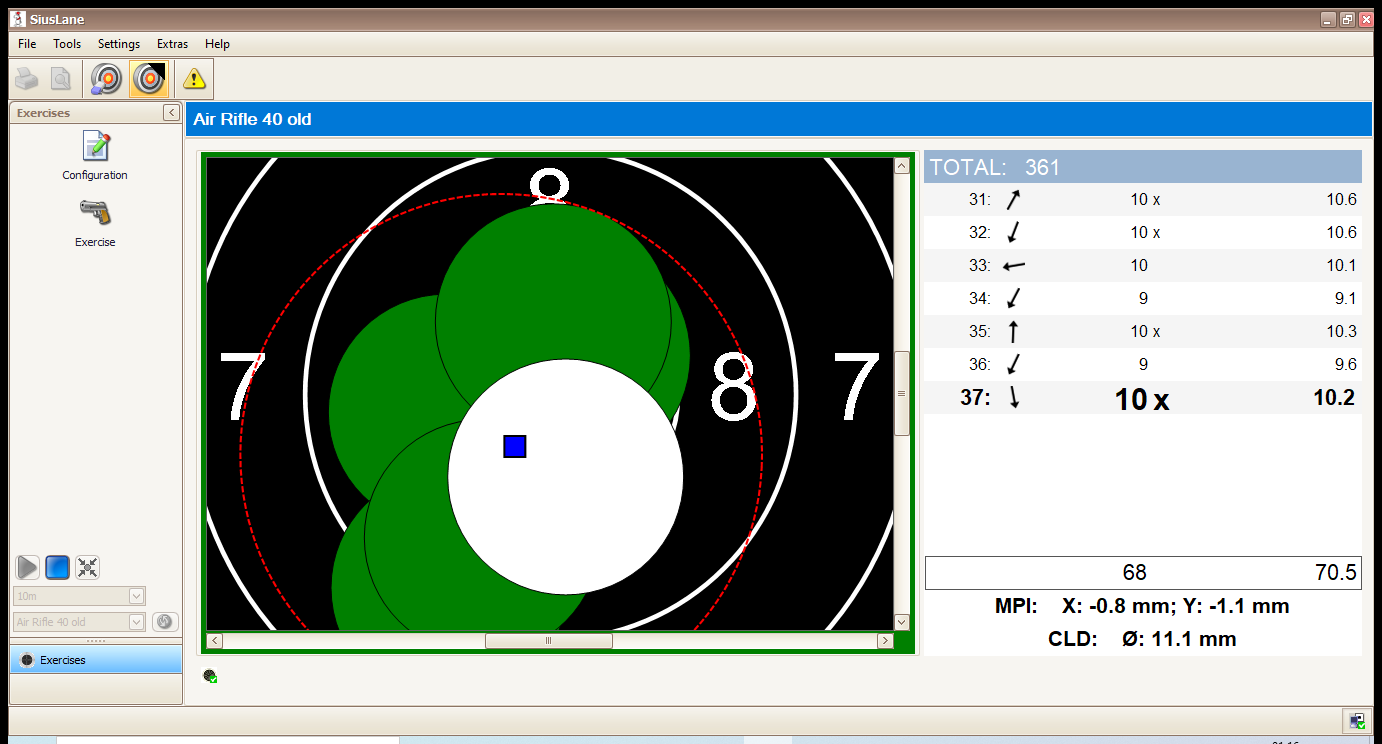 SiusLane
File Tools Settings Extras Help
Exercises
Configuration
Exercise
10m
Air Rifle 40 old
Exercises
Air Rifle 40 old
8
7 8 7
TOTAL: 361
31: 10 x 10.6
32: 10 x 10.6
33: 10 10.1
34: 9 9.1
35: 10 x 10.3
36: 9 9.6
37: 10 x 10.2
68 70.5
MPI: X: -0.8 mm; Y: -1.1 mm
CLD: Ø: 11.1 mm